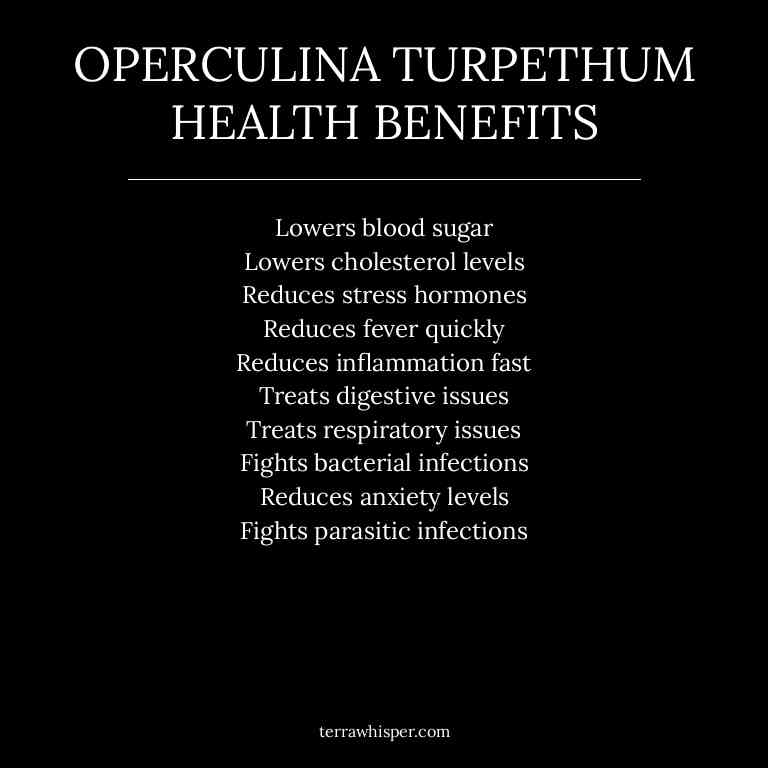 OPERCULINA TURPETHUM
HEALTH BENEFITS
Lowers blood sugar
Lowers cholesterol levels
Reduces stress hormones
Reduces fever quickly
Reduces inflammation fast
Treats digestive issues
Treats respiratory issues
Fights bacterial infections
Reduces anxiety levels
Fights parasitic infections
terrawhisper.com